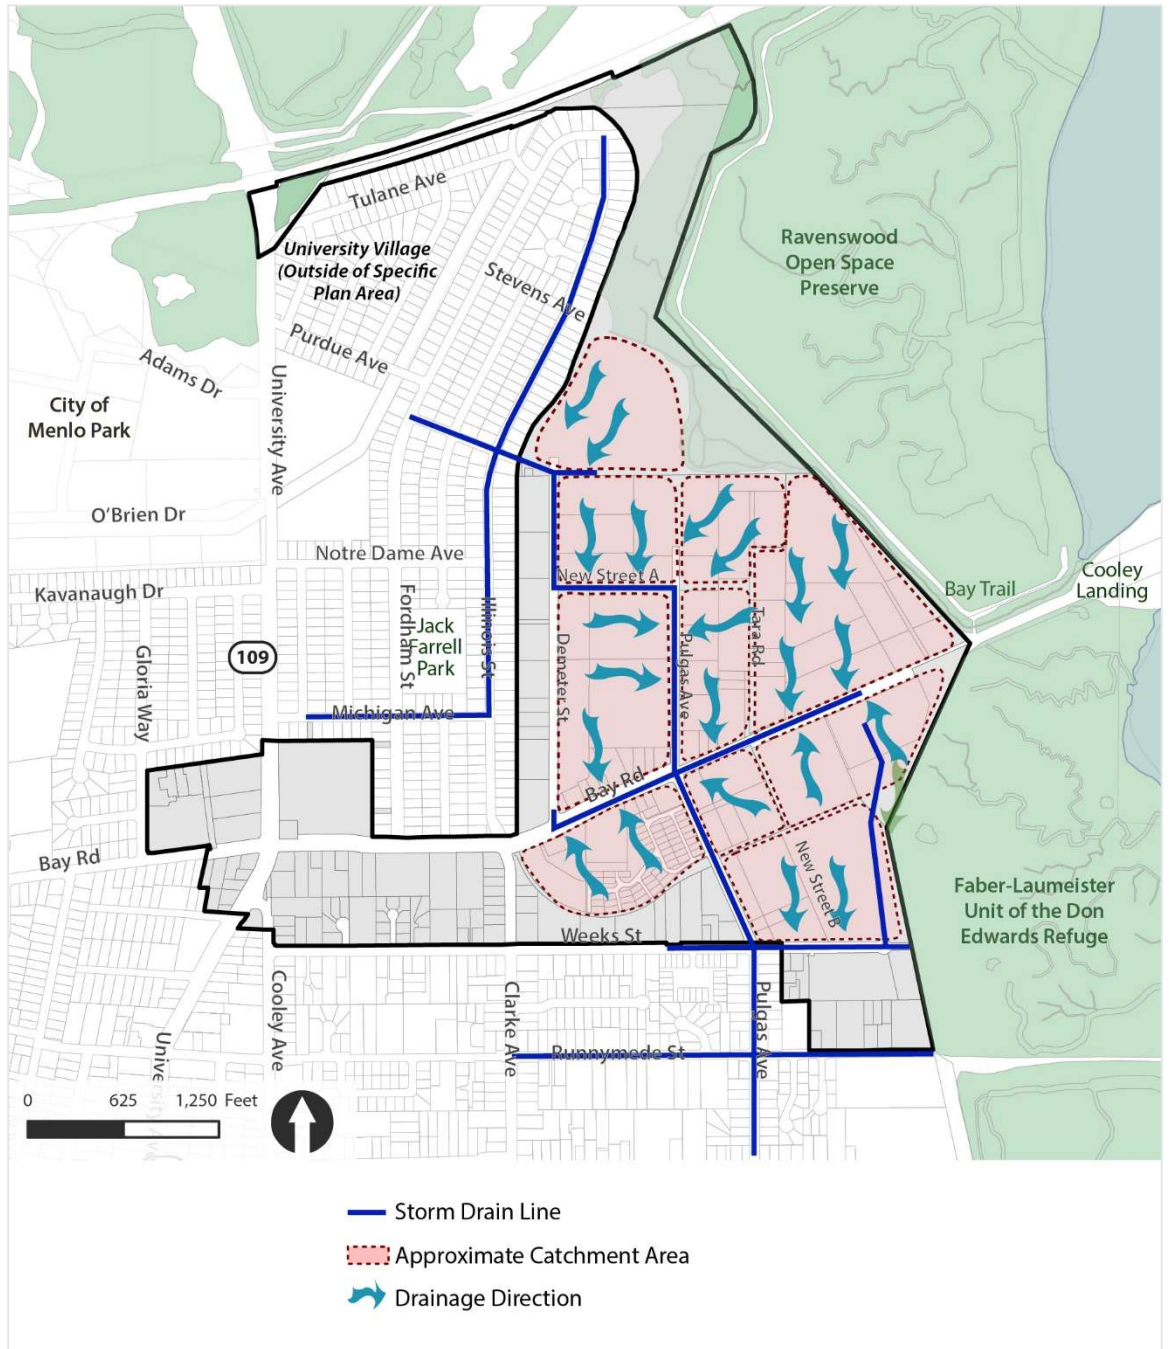 Tulane Ave
University Village
(Outside of Specific
Plan Area)
Ravenswood
Open Space
Preserve
Stevens Ave
Purdue Ave
Adams Dr
City of
Menlo Park
University Ave
O'Brien Dr
Notre Dame Ave
New Street A
Bay Trail
Cooley
Landing
Kavanaugh Dr
Fordham St
Jack
Farrell
Park
Illinois St
Demeter St.
Pulgas Ave
Tara Rd
109
Gloria Way
Michigan Ave
Bay Rd
Bay Rd
New Street B
Faber-Laumeister
Unit of the Don
Edwards Refuge
Weeks St
Cooley Ave
Clarke Ave
Pulgas Ave
University Ave
Runnymede St
0 625 1,250 Feet
Storm Drain Line
Approximate Catchment Area
Drainage Direction